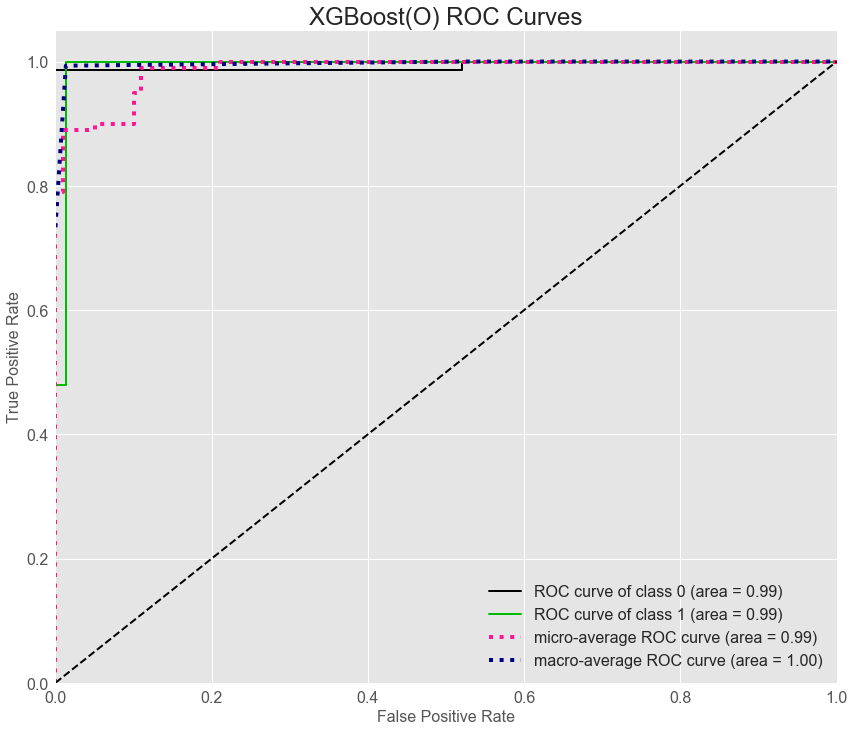 XGBoost(O) ROC Curves
1.0
0.8
0.6
0.4
0.2
0.0
True Positive Rate
ROC curve of class 0 (area = 0.99)
ROC curve of class 1 (area = 0.99)
micro-average ROC curve (area = 0.99)
macro-average ROC curve (area = 1.00)
0.0 0.2 0.4 0.6 0.8 1.0
False Positive Rate